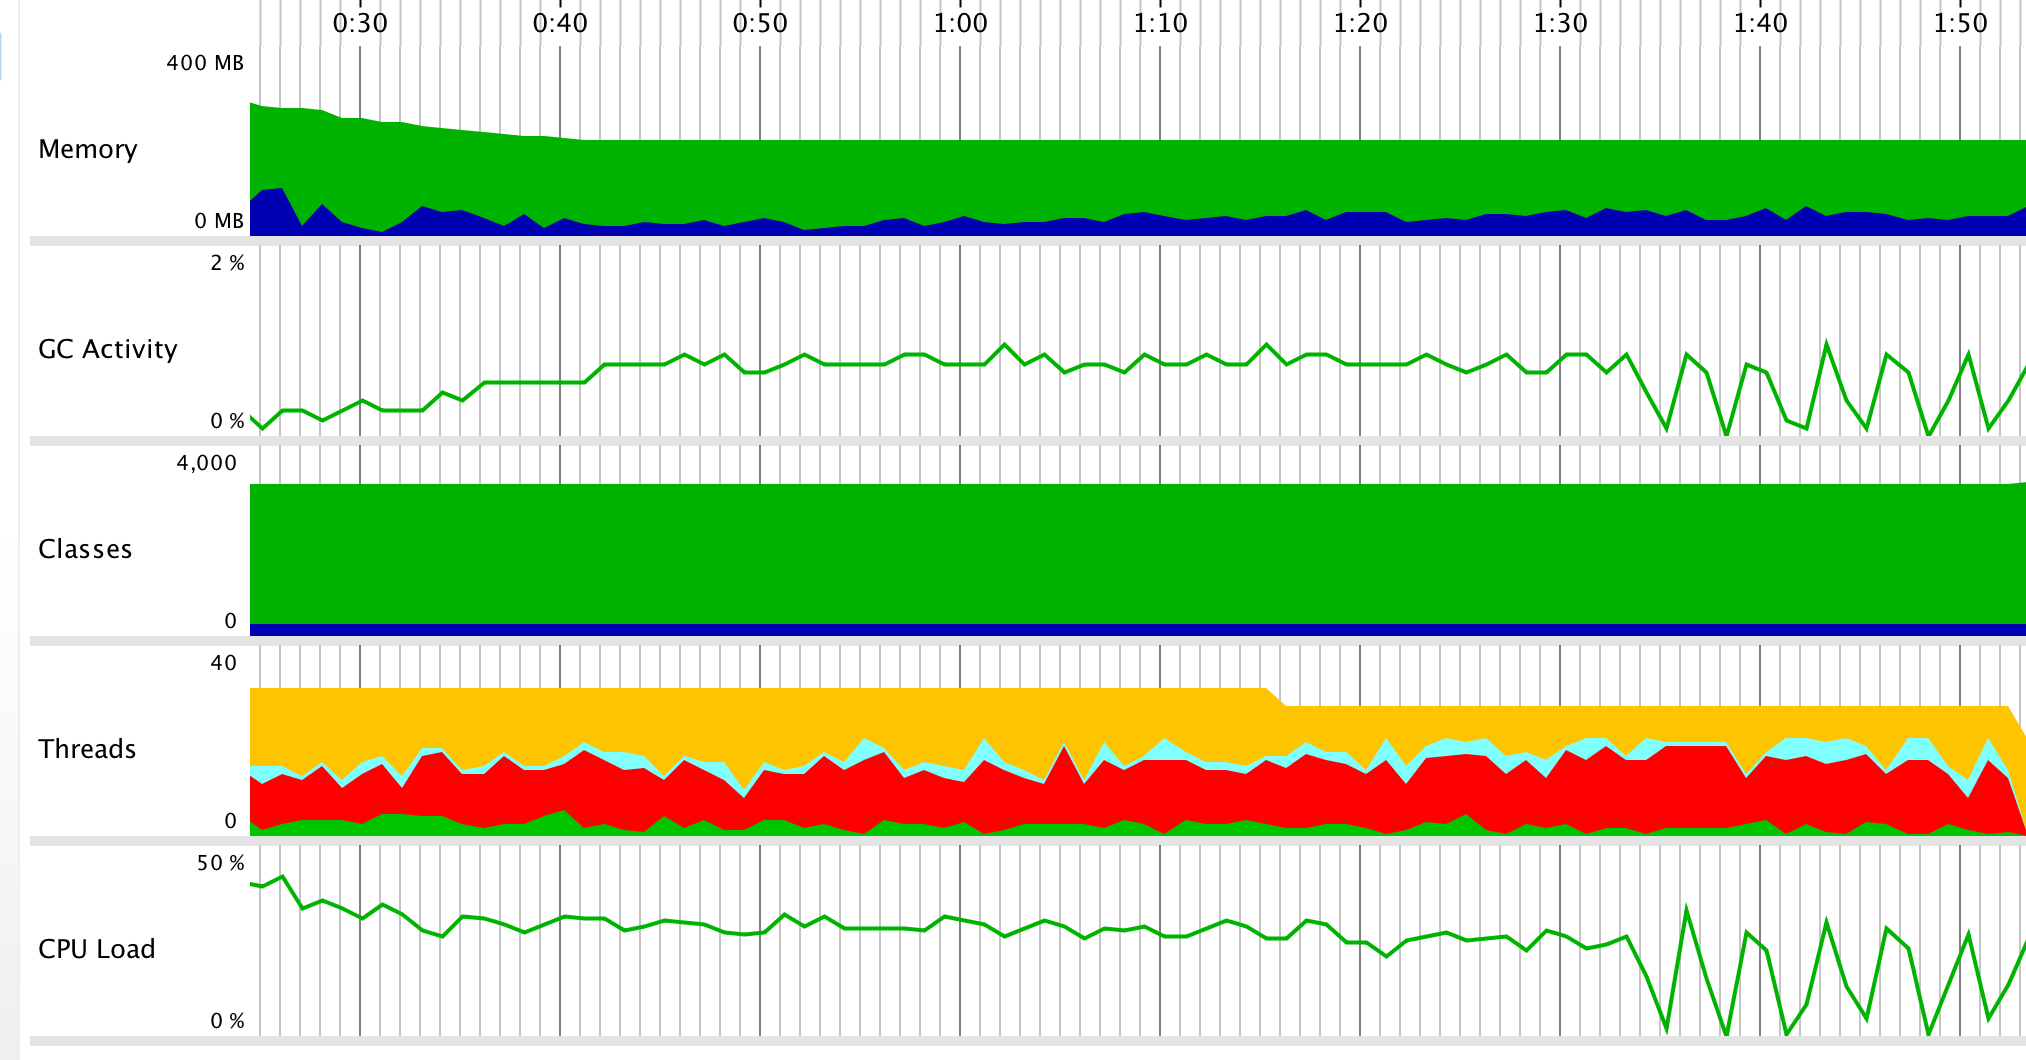 0:30 0:40 0:50 1:00 1:10 1:20 1:30 1:40 1:50
400 MB
Memory
0 MB
2 %
GC Activity
0 %
4,000
Classes
0
40
Threads
0
50 %
CPU Load
0 %